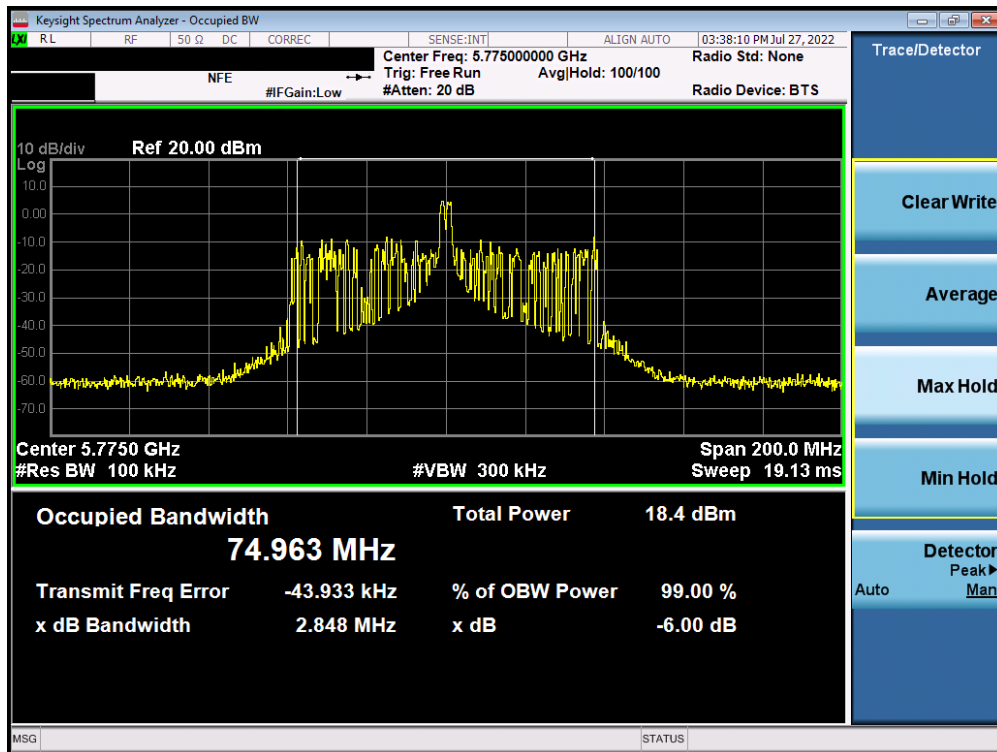 Keysight Spectrum Analyzer - Occupied BW
LXI RL RF 50 Ω DC CORREC SENSE:INT ALIGN AUTO 03:38:10 PM Jul 27, 2022
Center Freq: 5.775000000 GHz Radio Std: None
NFE Trig: Free Run Avg|Hold: 100/100
#IFGain:Low #Atten: 20 dB Radio Device: BTS
Trace/Detector
10 dB/div Ref 20.00 dBm
Log
10.0
0.00
-10.0
-20.0
-30.0
-40.0
-50.0
-60.0
-70.0
Center 5.7750 GHz Span 200.0 MHz
#Res BW 100 kHz #VBW 300 kHz Sweep 19.13 ms
Occupied Bandwidth Total Power 18.4 dBm
74.963 MHz
Transmit Freq Error -43.933 kHz % of OBW Power 99.00 %
x dB Bandwidth 2.848 MHz x dB -6.00 dB
Clear Write
Average
Max Hold
Min Hold
Detector
Peak▶
Auto Man
MSG STATUS